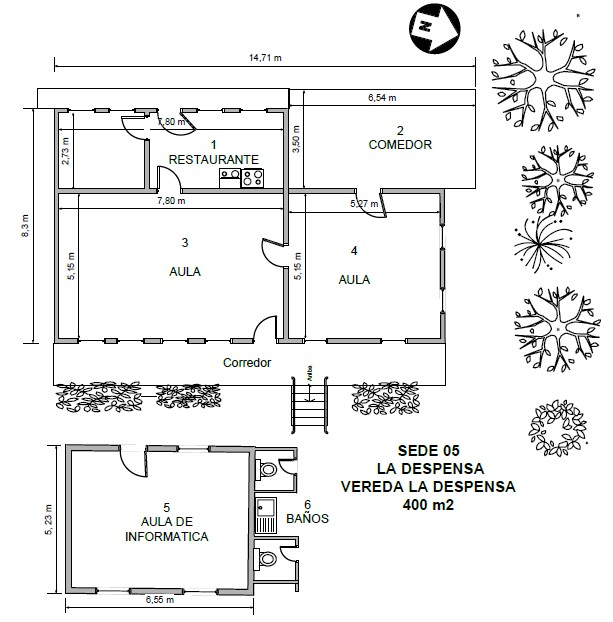 N
14,71 m
6,54 m
7,80 m
1
RESTAURANTE
2,73 m
3,50 m
2
COMEDOR
8,3 m
7,80 m
5,27 m
3
AULA
5,15 m
5,15 m
4
AULA
Corredor
Arriba
SEDE 05
LA DESPENSA
VEREDA LA DESPENSA
400 m2
5
AULA DE
INFORMATICA
5, 23 m
6
BAÑOS
6,55 m